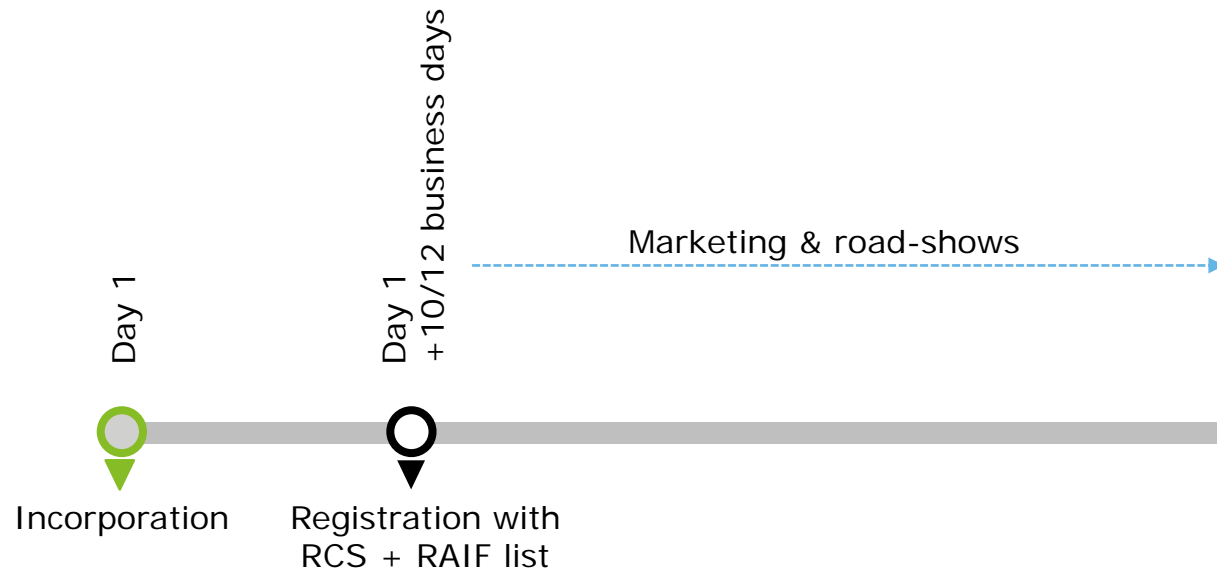 Day 1
Day 1
+10/12 business days
Marketing & road-shows
Incorporation
Registration with
RCS + RAIF list